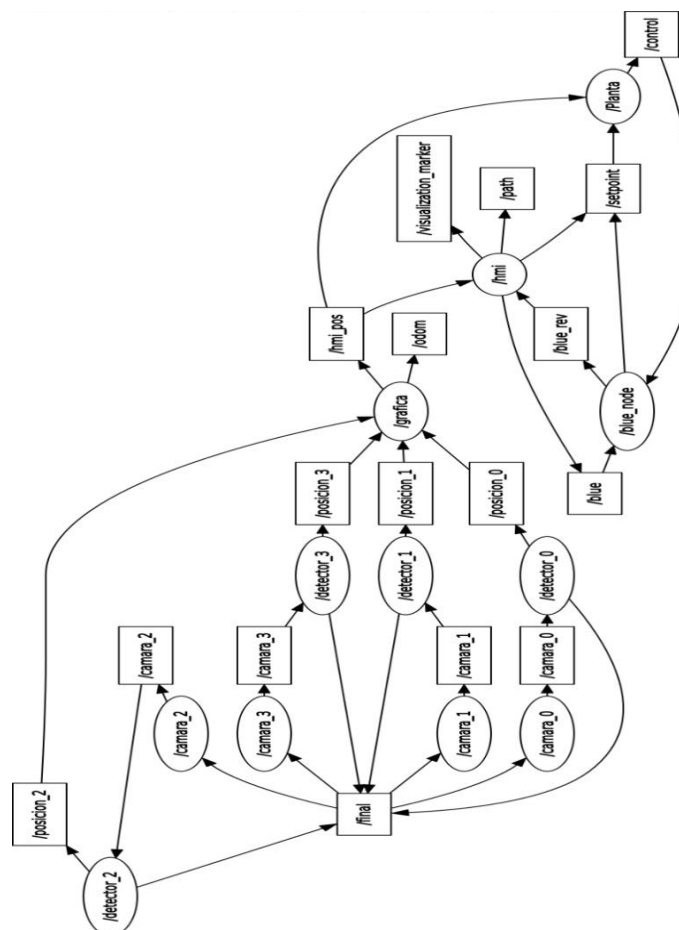 /detector_2
/posicion_2
/camara_2
/camara_2
/final
/camara_3
/camara_3
/detector_3
/posicion_3
/camara_1
/camara_1
/detector_1
/posicion_1
/camara_0
/camara_0
/detector_0
/posicion_0
/grafica
/hmi_pos
/odom
/visualization_marker
/hmi
/path
/blue
/blue_node
/blue_rev
/setpoint
/Planta
/control